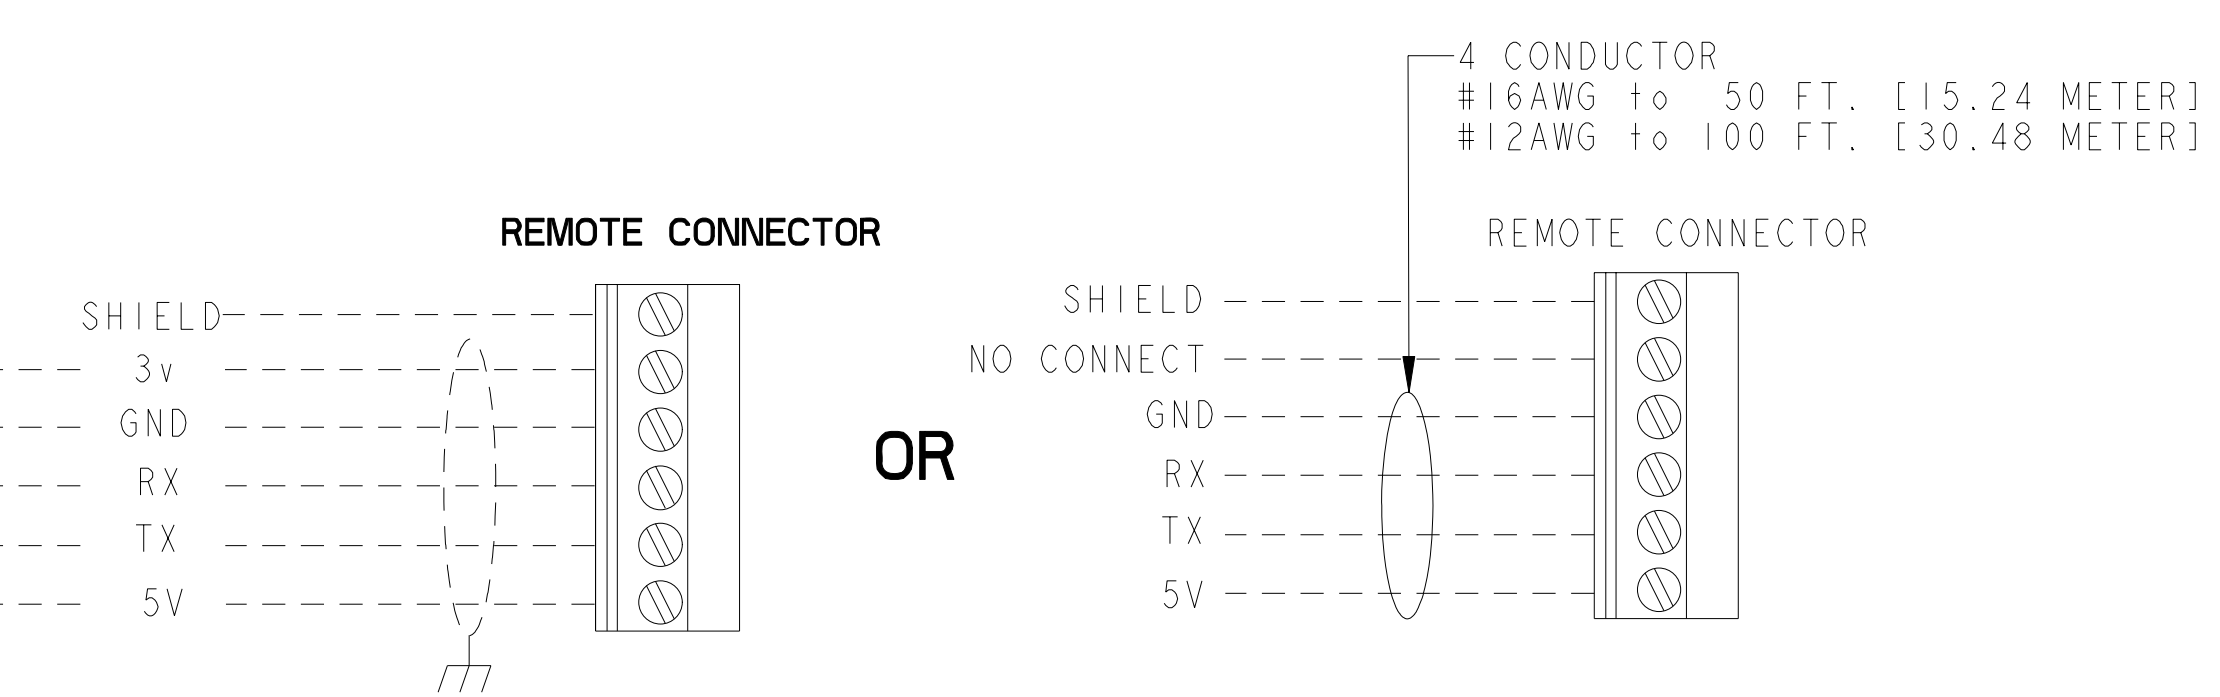 REMOTE CONNECTOR
SHIELD
3v
GND
RX
TX
5V
OR
4 CONDUCTOR
#16AWG to 50 FT. [15.24 METER]
#12AWG to 100 FT. [30.48 METER]
REMOTE CONNECTOR
SHIELD
NO CONNECT
GND
RX
TX
5V